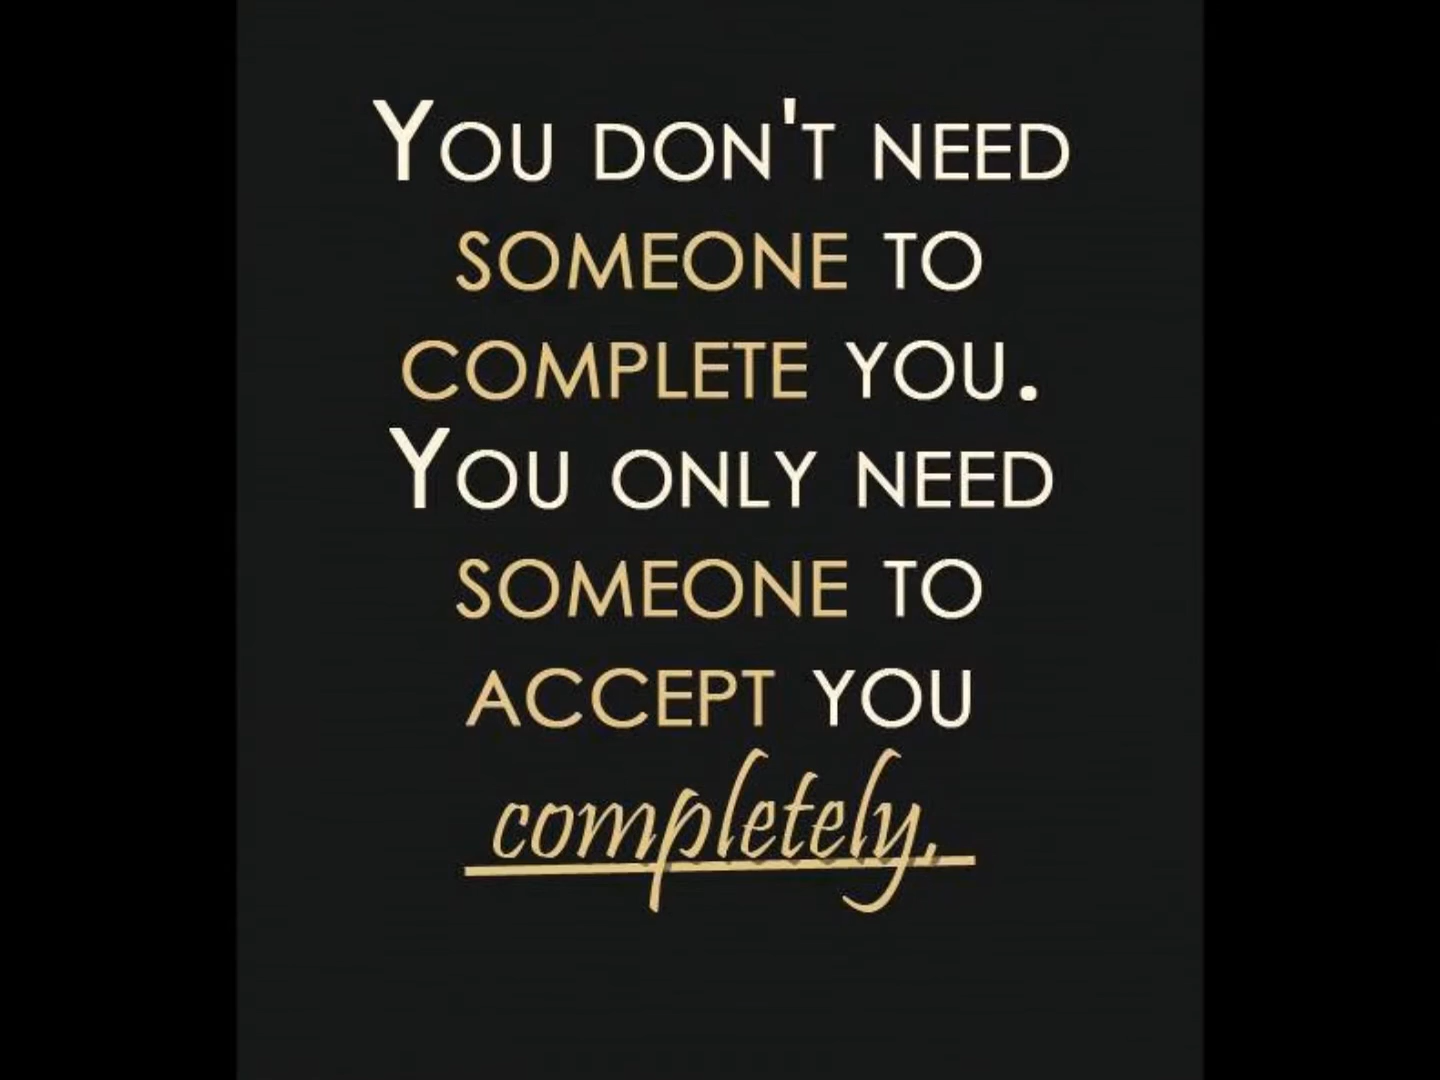 You don't need
someone to
complete you.
You only need
someone to
accept you
completely.